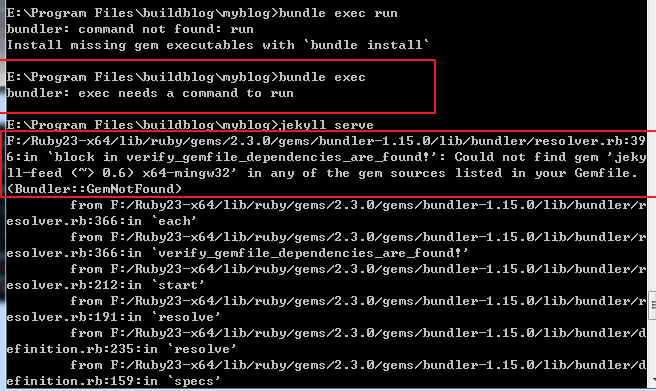 E:\Program Files\buildblog\myblog>bundle exec run
bundler: command not found: run
Install missing gem executables with `bundle install`
E:\Program Files\buildblog\myblog>bundle exec
bundler: exec needs a command to run
E:\Program Files\buildblog\myblog>jekyll serve
F:/Ruby23-x64/lib/ruby/gems/2.3.0/gems/bundler-1.15.0/lib/bundler/resolver.rb:39
6:in `block in verify_gemfile_dependencies_are_found!': Could not find gem 'jeky
ll-feed (~> 0.6) x64-mingw32' in any of the gem sources listed in your Gemfile.
(Bundler::GemNotFound)
from F:/Ruby23-x64/lib/ruby/gems/2.3.0/gems/bundler-1.15.0/lib/bundler/r
esolver.rb:366:in `each'
from F:/Ruby23-x64/lib/ruby/gems/2.3.0/gems/bundler-1.15.0/lib/bundler/r
esolver.rb:366:in `verify_gemfile_dependencies_are_found!'
from F:/Ruby23-x64/lib/ruby/gems/2.3.0/gems/bundler-1.15.0/lib/bundler/r
esolver.rb:212:in `start'
from F:/Ruby23-x64/lib/ruby/gems/2.3.0/gems/bundler-1.15.0/lib/bundler/r
esolver.rb:191:in `resolve'
from F:/Ruby23-x64/lib/ruby/gems/2.3.0/gems/bundler-1.15.0/lib/bundler/d
efinition.rb:235:in `resolve'
from F:/Ruby23-x64/lib/ruby/gems/2.3.0/gems/bundler-1.15.0/lib/bundler/d
efinition.rb:159:in `specs'